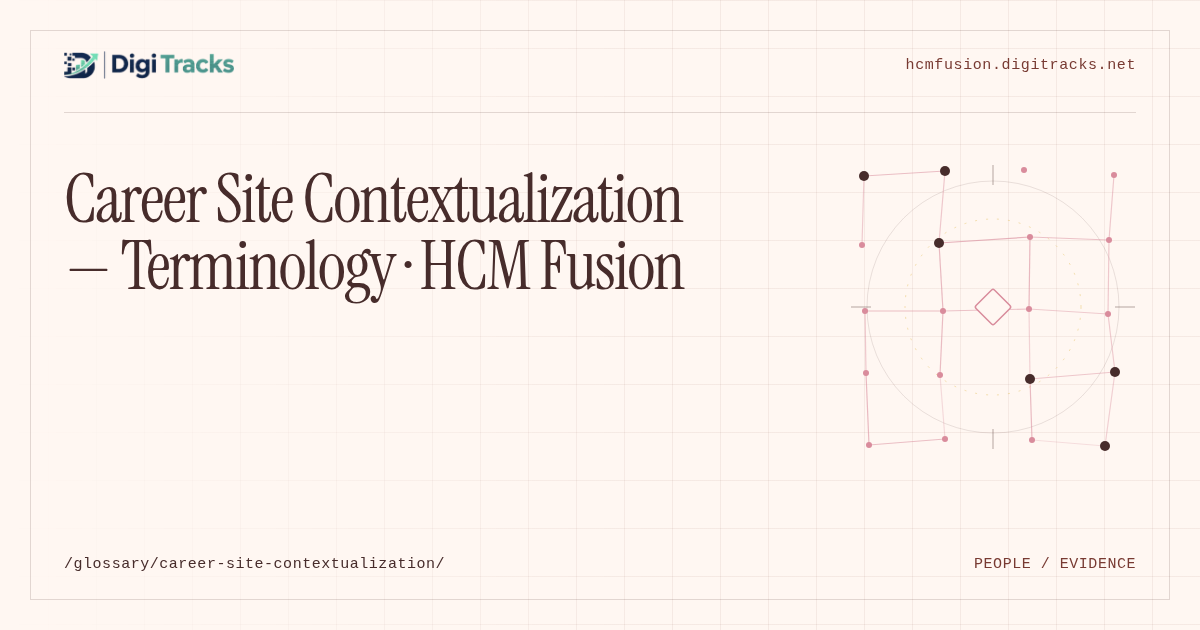 Digi Tracks
hcmfusion.digitracks.net
Career Site Contextualization
— Terminology · HCM Fusion
/glossary/career-site-contextualization/
PEOPLE / EVIDENCE